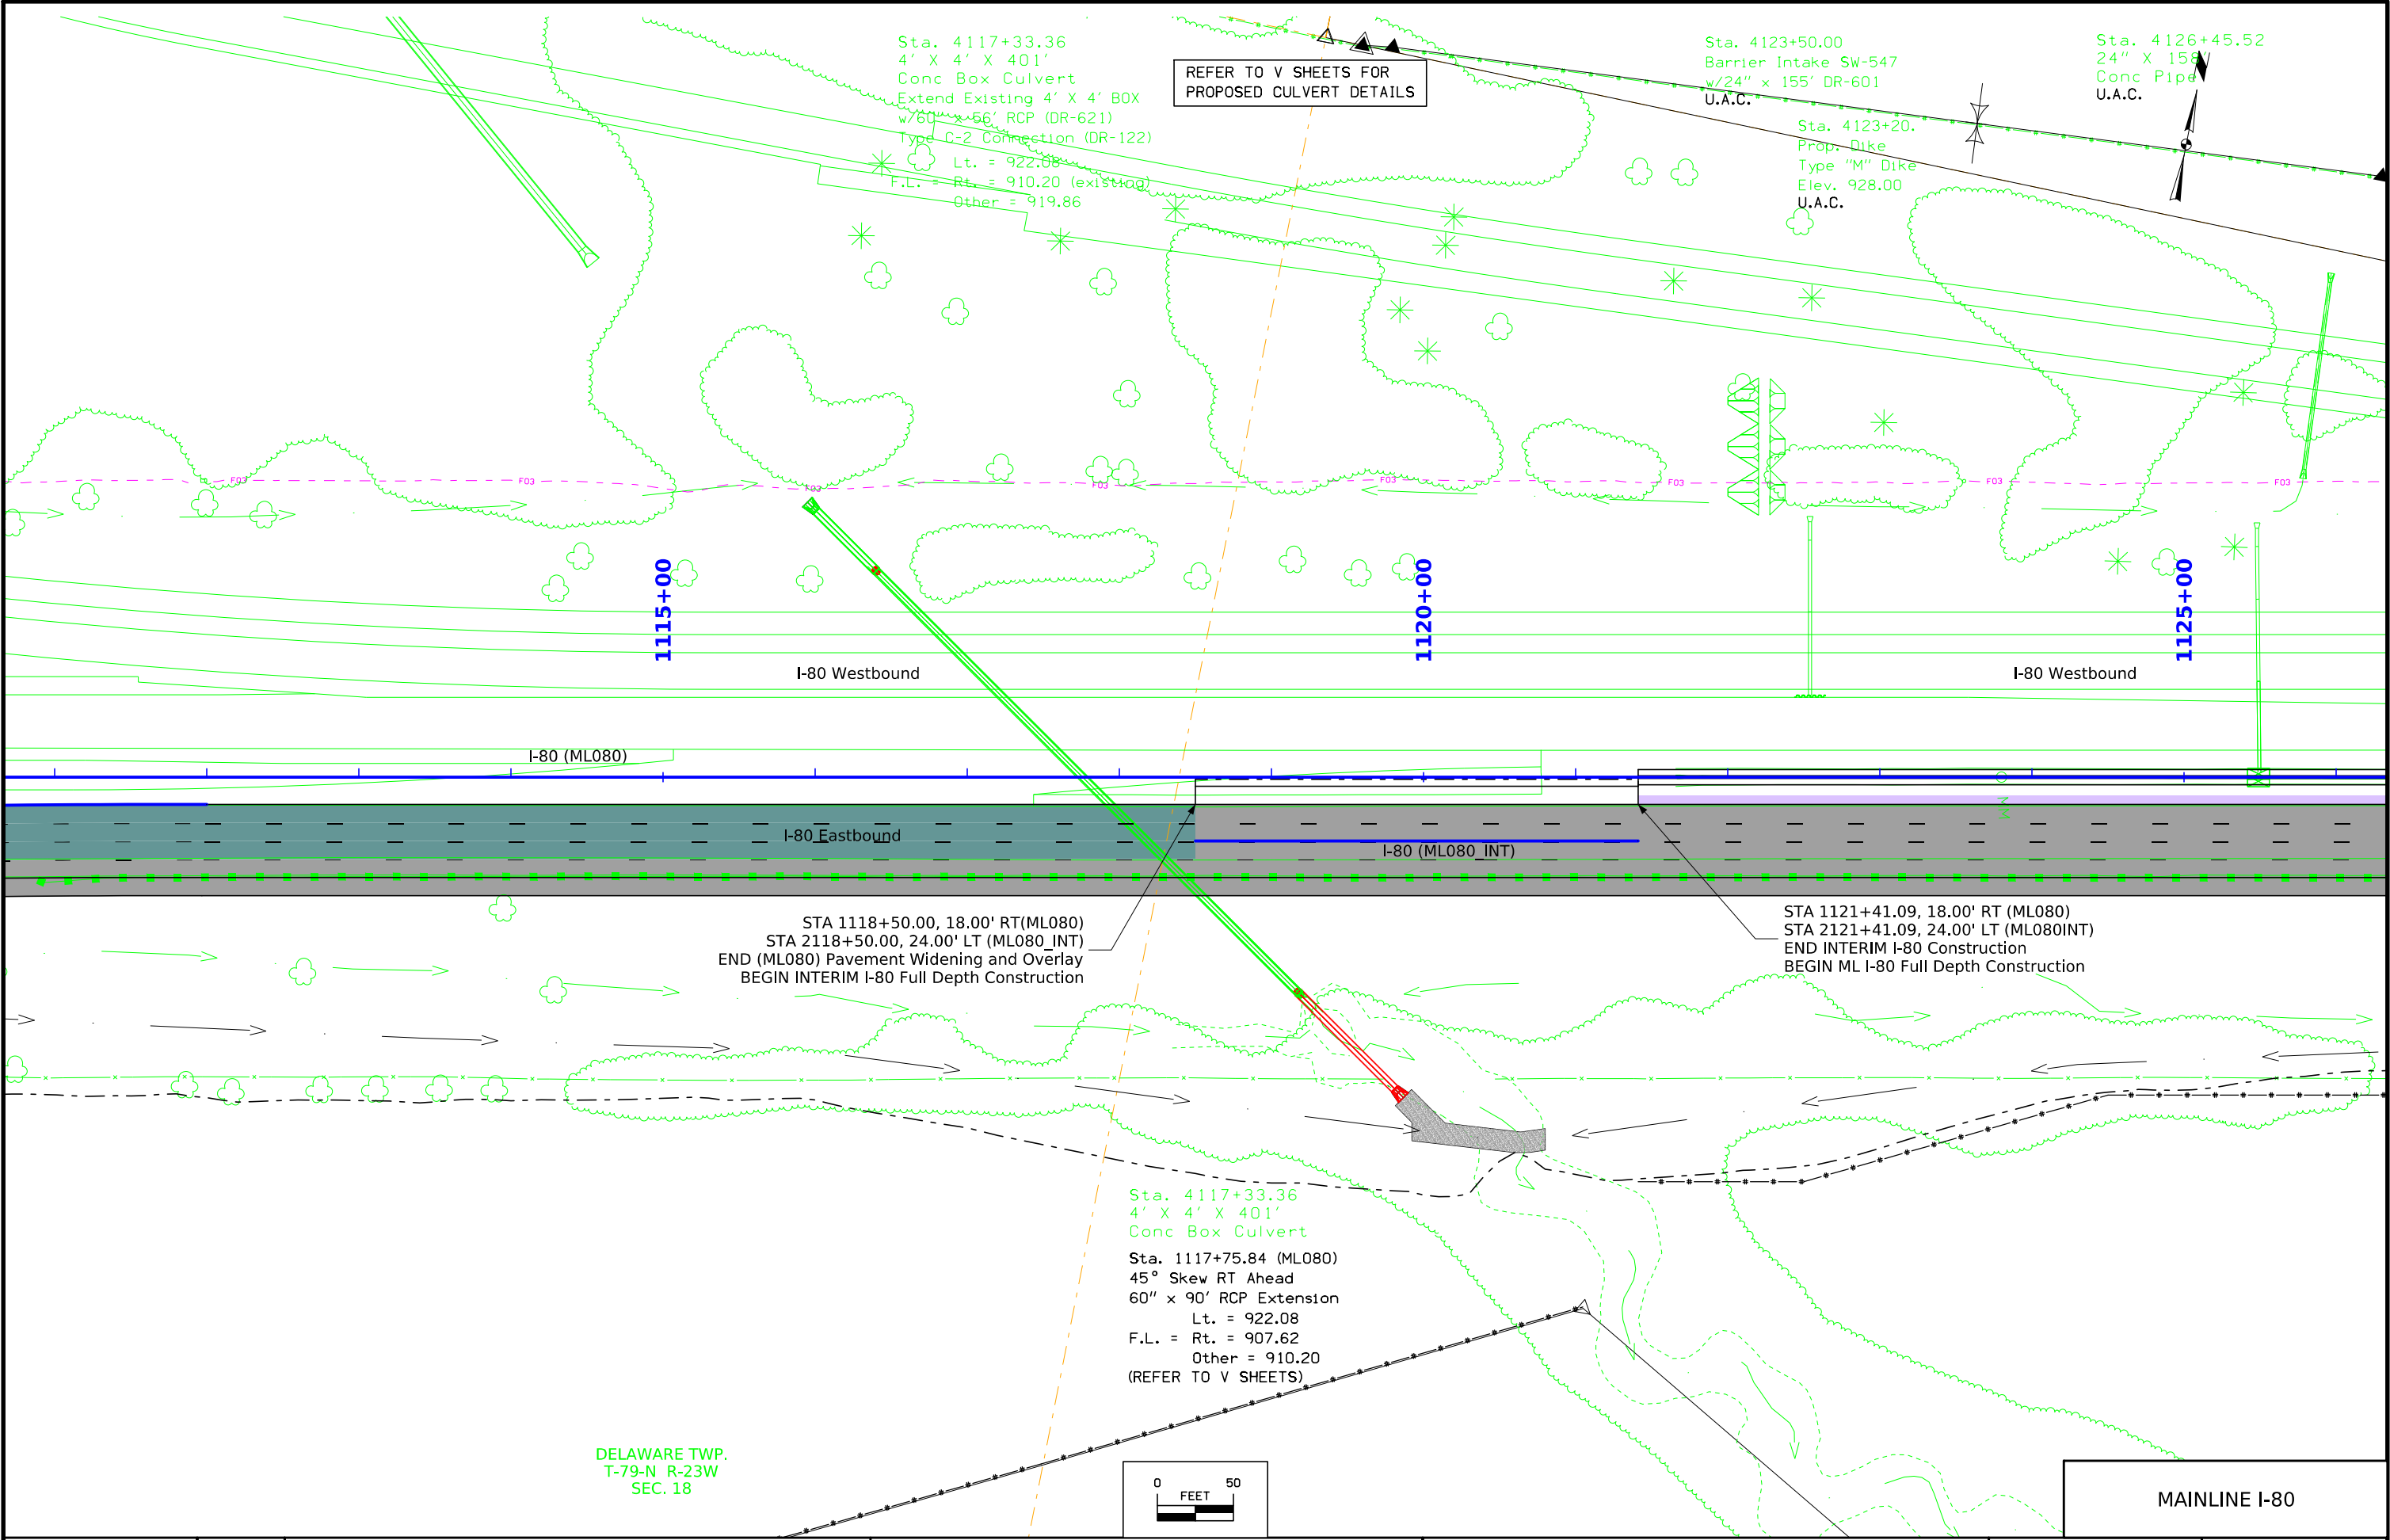 Sta. 4117+33.36
4' X 4' X 401'
Conc Box Culvert
Extend Existing 4' X 4' BOX
w/60" x 56' RCP (DR-621)
Type C-2 Connection (DR-122)
Lt. = 922.08
F.L. = Rt. = 910.20 (existing)
Other = 919.86
REFER TO V SHEETS FOR
PROPOSED CULVERT DETAILS
Sta. 4123+50.00
Barrier Intake SW-547
w/24" x 155' DR-601
U.A.C.
Sta. 4123+20.
Prop. Dike
Type "M" Dike
Elev. 928.00
U.A.C.
Sta. 4126+45.52
24" X 158'
Conc Pipe
U.A.C.
FO3
FO3
FO3
FO3
FO3
FO3
FO3
FO3
1115+00
1120+00
1125+00
I-80 Westbound
I-80 Westbound
I-80 (ML080)
I-80 Eastbound
I-80 (ML080_INT)
STA 1118+50.00, 18.00' RT(ML080)
STA 2118+50.00, 24.00' LT (ML080_INT)
END (ML080) Pavement Widening and Overlay
BEGIN INTERIM I-80 Full Depth Construction
STA 1121+41.09, 18.00' RT (ML080)
STA 2121+41.09, 24.00' LT (ML080INT)
END INTERIM I-80 Construction
BEGIN ML I-80 Full Depth Construction
Sta. 4117+33.36
4' X 4' X 401'
Conc Box Culvert
Sta. 1117+75.84 (ML080)
45° Skew RT Ahead
60" x 90' RCP Extension
Lt. = 922.08
F.L. = Rt. = 907.62
Other = 910.20
(REFER TO V SHEETS)
DELAWARE TWP.
T-79-N R-23W
SEC. 18
0 50
FEET
MAINLINE I-80